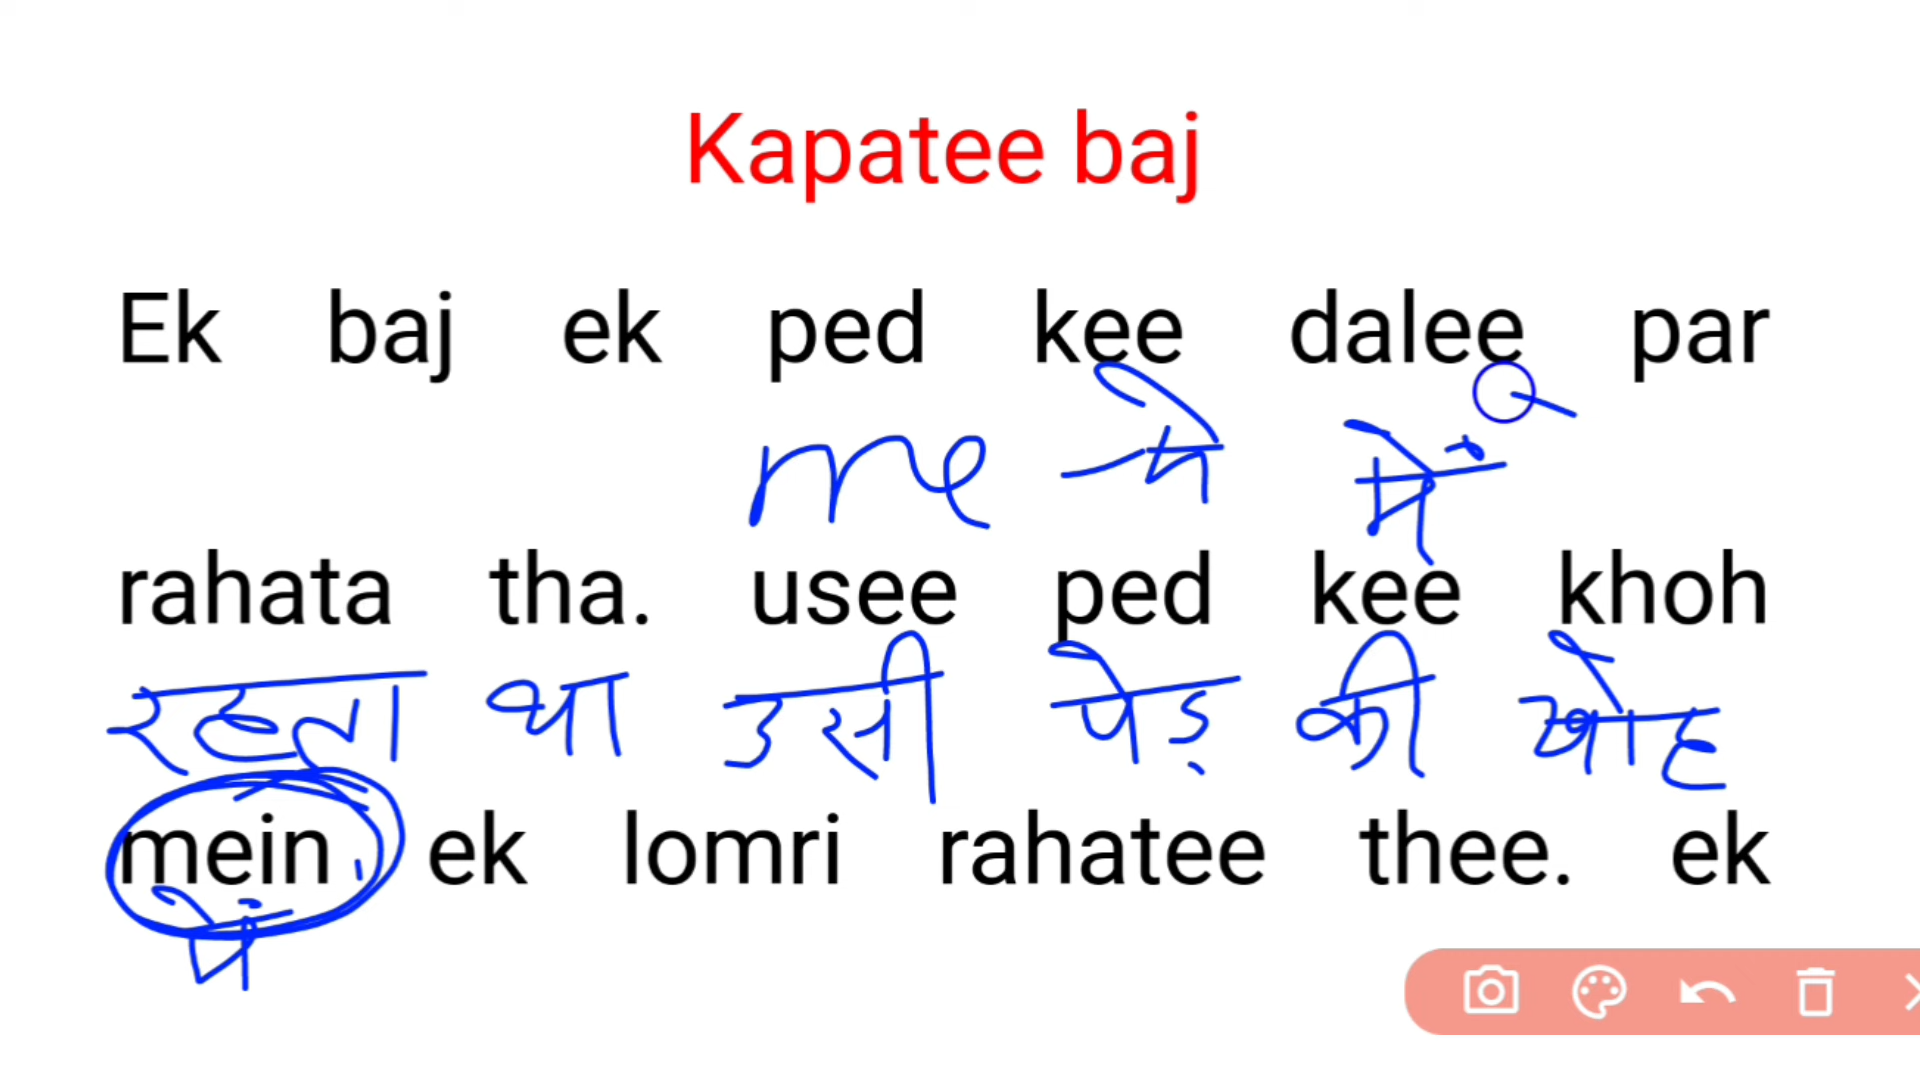 Kapatee baj
Ek baj ek ped kee dalee par
me मे में
rahata tha. usee ped kee khoh
रहता था उसी पेड़ की खोह
mein ek lomri rahatee thee. ek
में